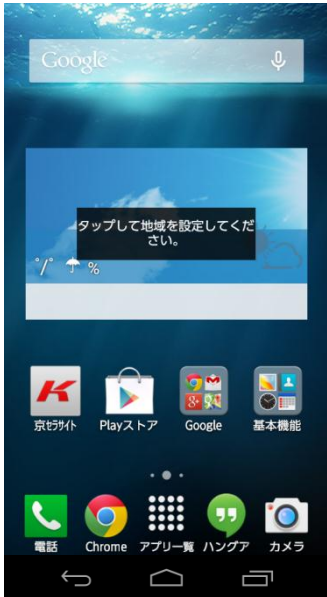 Google
タップして地域を設定してくだ
さい。
°/° %
京セラサイト Playストア Google 基本機能
電話 Chrome アプリ一覧 ハングア カメラ